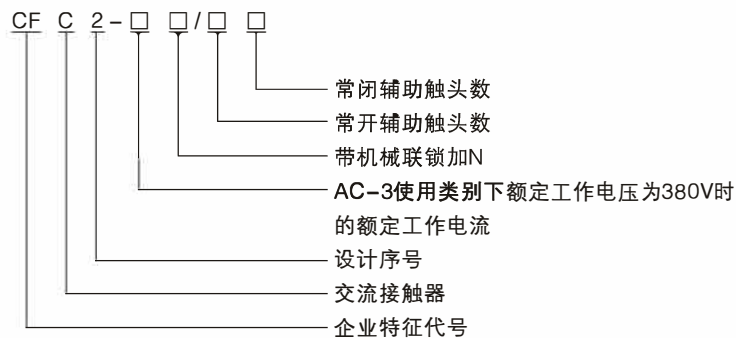 CF C 2-□ □/□ □
常闭辅助触头数
常开辅助触头数
带机械联锁加N
AC-3使用类别下额定工作电压为380V时
的额定工作电流
设计序号
交流接触器
企业特征代号